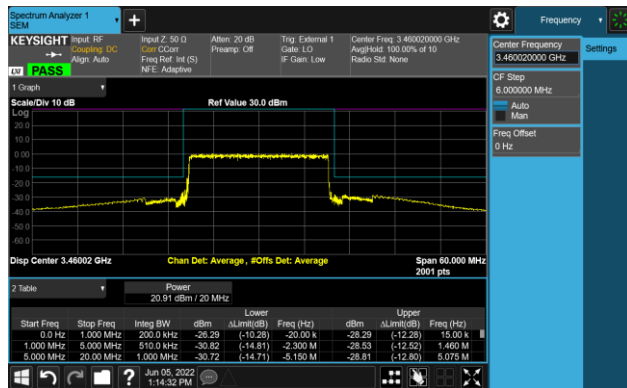 Spectrum Analyzer 1
SEM
Frequency
KEYSIGHT Input: RF
Coupling: DC
Align: Auto
Input Z: 50 Ω
Corr CCorr
Freq Ref: Int (S)
NFE: Adaptive
Atten: 20 dB
Preamp: Off
Trig: External 1
Gate: LO
IF Gain: Low
Center Freq: 3.460020000 GHz
Avg|Hold: 100.00% of 10
Radio Std: None
LXI PASS
Center Frequency
3.460020000 GHz
Settings
CF Step
6.000000 MHz
Auto
Man
Freq Offset
0 Hz
1 Graph
Scale/Div 10 dB
Ref Value 30.0 dBm
Log
20.0
10.0
0.00
-10.0
-20.0
-30.0
-40.0
-50.0
-60.0
Disp Center 3.46002 GHz
Chan Det: Average, #Offs Det: Average
Span 60.000 MHz
2001 pts
2 Table
Power
20.91 dBm / 20 MHz
Lower Upper
Start Freq Stop Freq Integ BW dBm ΔLimit(dB) Freq (Hz) dBm ΔLimit(dB) Freq (Hz)
0.0 Hz 1.000 MHz 200.0 kHz -26.29 (-10.28) -20.00 k -28.29 (-12.28) 15.00 k
1.000 MHz 5.000 MHz 510.0 kHz -30.82 (-14.81) -2.300 M -28.53 (-12.52) 1.460 M
5.000 MHz 20.00 MHz 1.000 MHz -30.72 (-14.71) -5.150 M -28.81 (-12.80) 5.075 M
?
Jun 05, 2022
1:14:32 PM